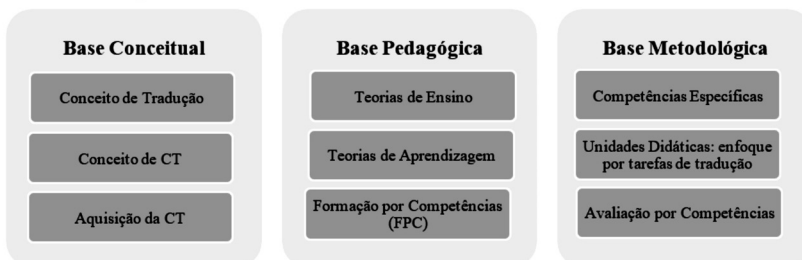 Base Conceitual
Conceito de Tradução
Conceito de CT
Aquisição da CT
Base Pedagógica
Teorias de Ensino
Teorias de Aprendizagem
Formação por Competências
(FPC)
Base Metodológica
Competências Específicas
Unidades Didáticas: enfoque
por tarefas de tradução
Avaliação por Competências